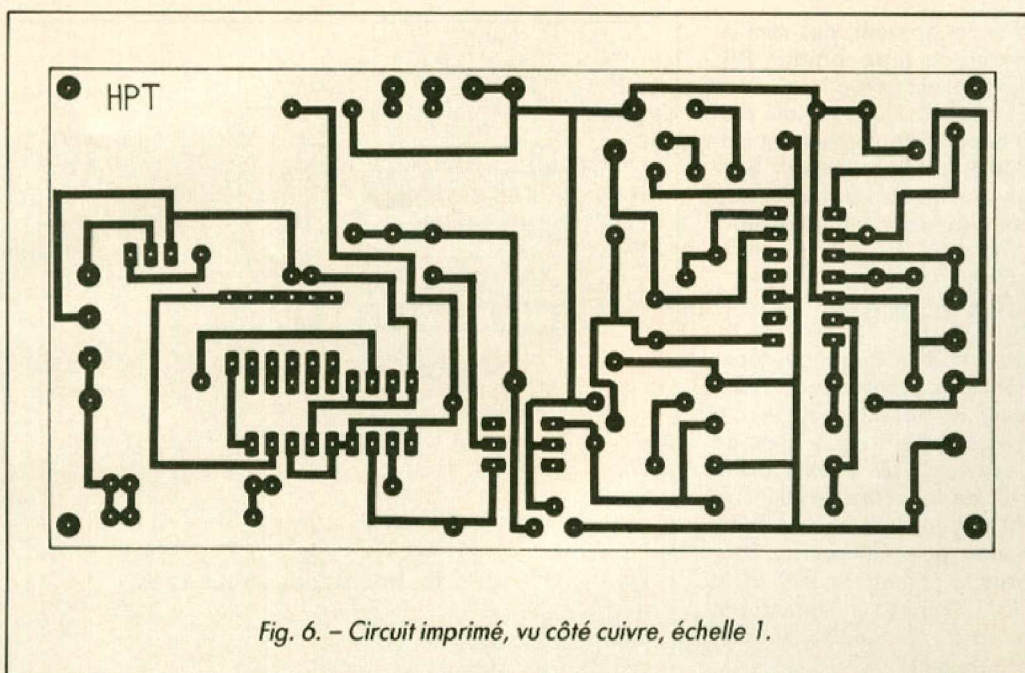 HPT
Fig. 6. – Circuit imprimé, vu côté cuivre, échelle 1.